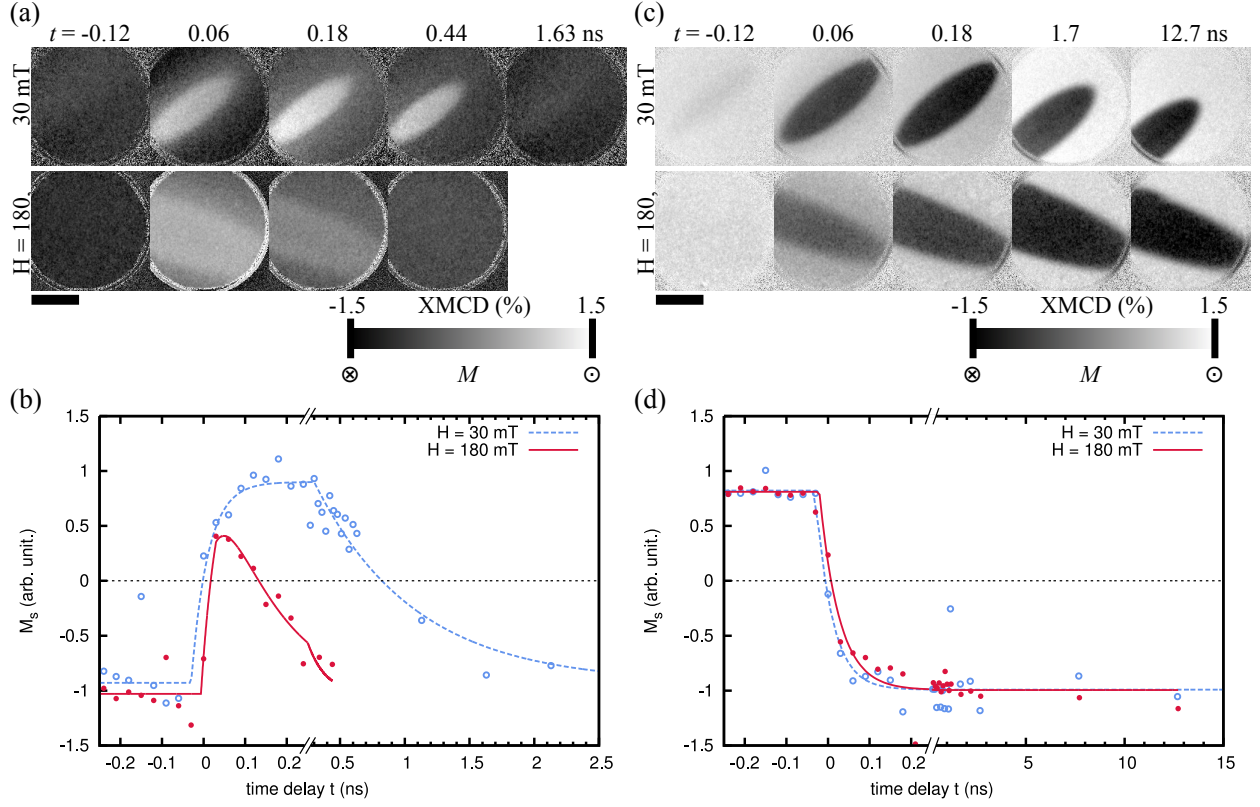 (a)
t = -0.12 0.06 0.18 0.44 1.63 ns
30 mT
H = 180,
-1.5 XMCD (%) 1.5
⊗ M ⊙
(c)
t = -0.12 0.06 0.18 1.7 12.7 ns
30 mT
H = 180,
-1.5 XMCD (%) 1.5
⊗ M ⊙
(b)
H = 30 mT
H = 180 mT
1.5
1
0.5
0
-0.5
-1
-1.5
Ms (arb. unit.)
-0.2 -0.1 0 0.1 0.2 0.5 1 1.5 2 2.5
time delay t (ns)
(d)
H = 30 mT
H = 180 mT
1.5
1
0.5
0
-0.5
-1
-1.5
Ms (arb. unit.)
-0.2 -0.1 0 0.1 0.2 5 10 15
time delay t (ns)